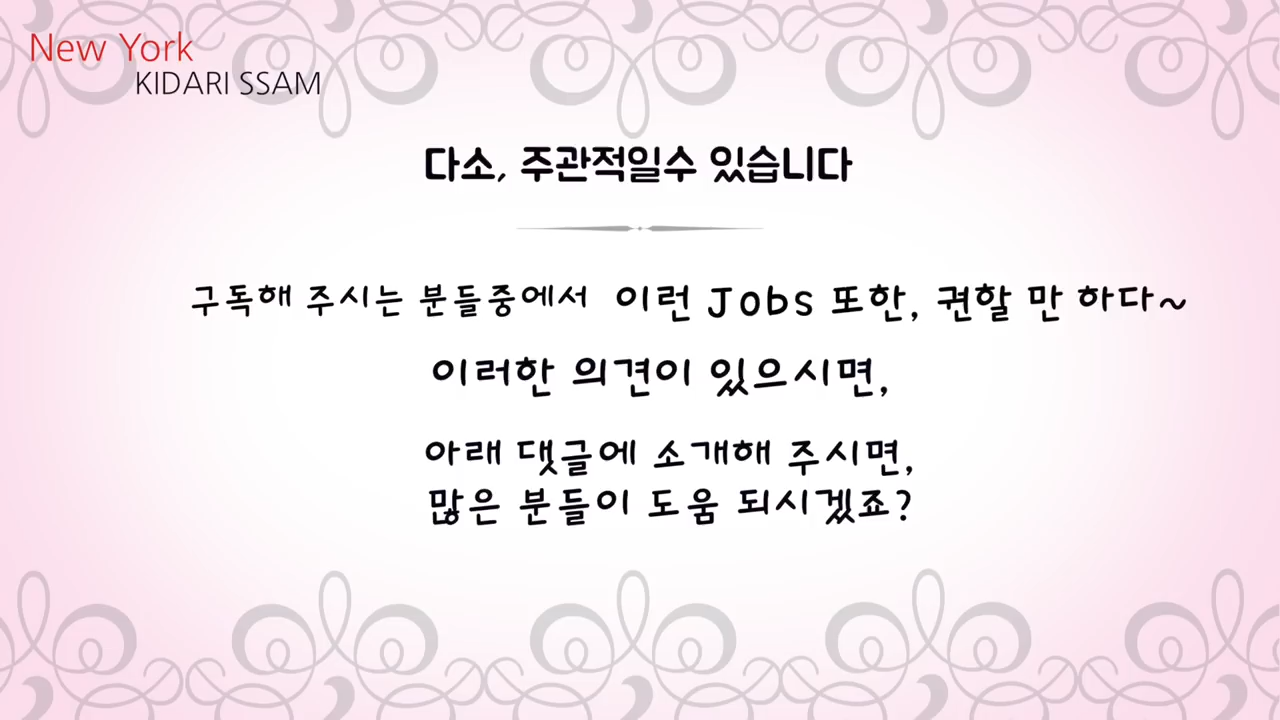 New York
KIDARI SSAM
다소, 주관적일수 있습니다
구독해 주시는 분들중에서 이런 Jobs 또한, 권할 만 하다~
이러한 의견이 있으시면,
아래 댓글에 소개해 주시면,
많은 분들이 도움 되시겠죠?